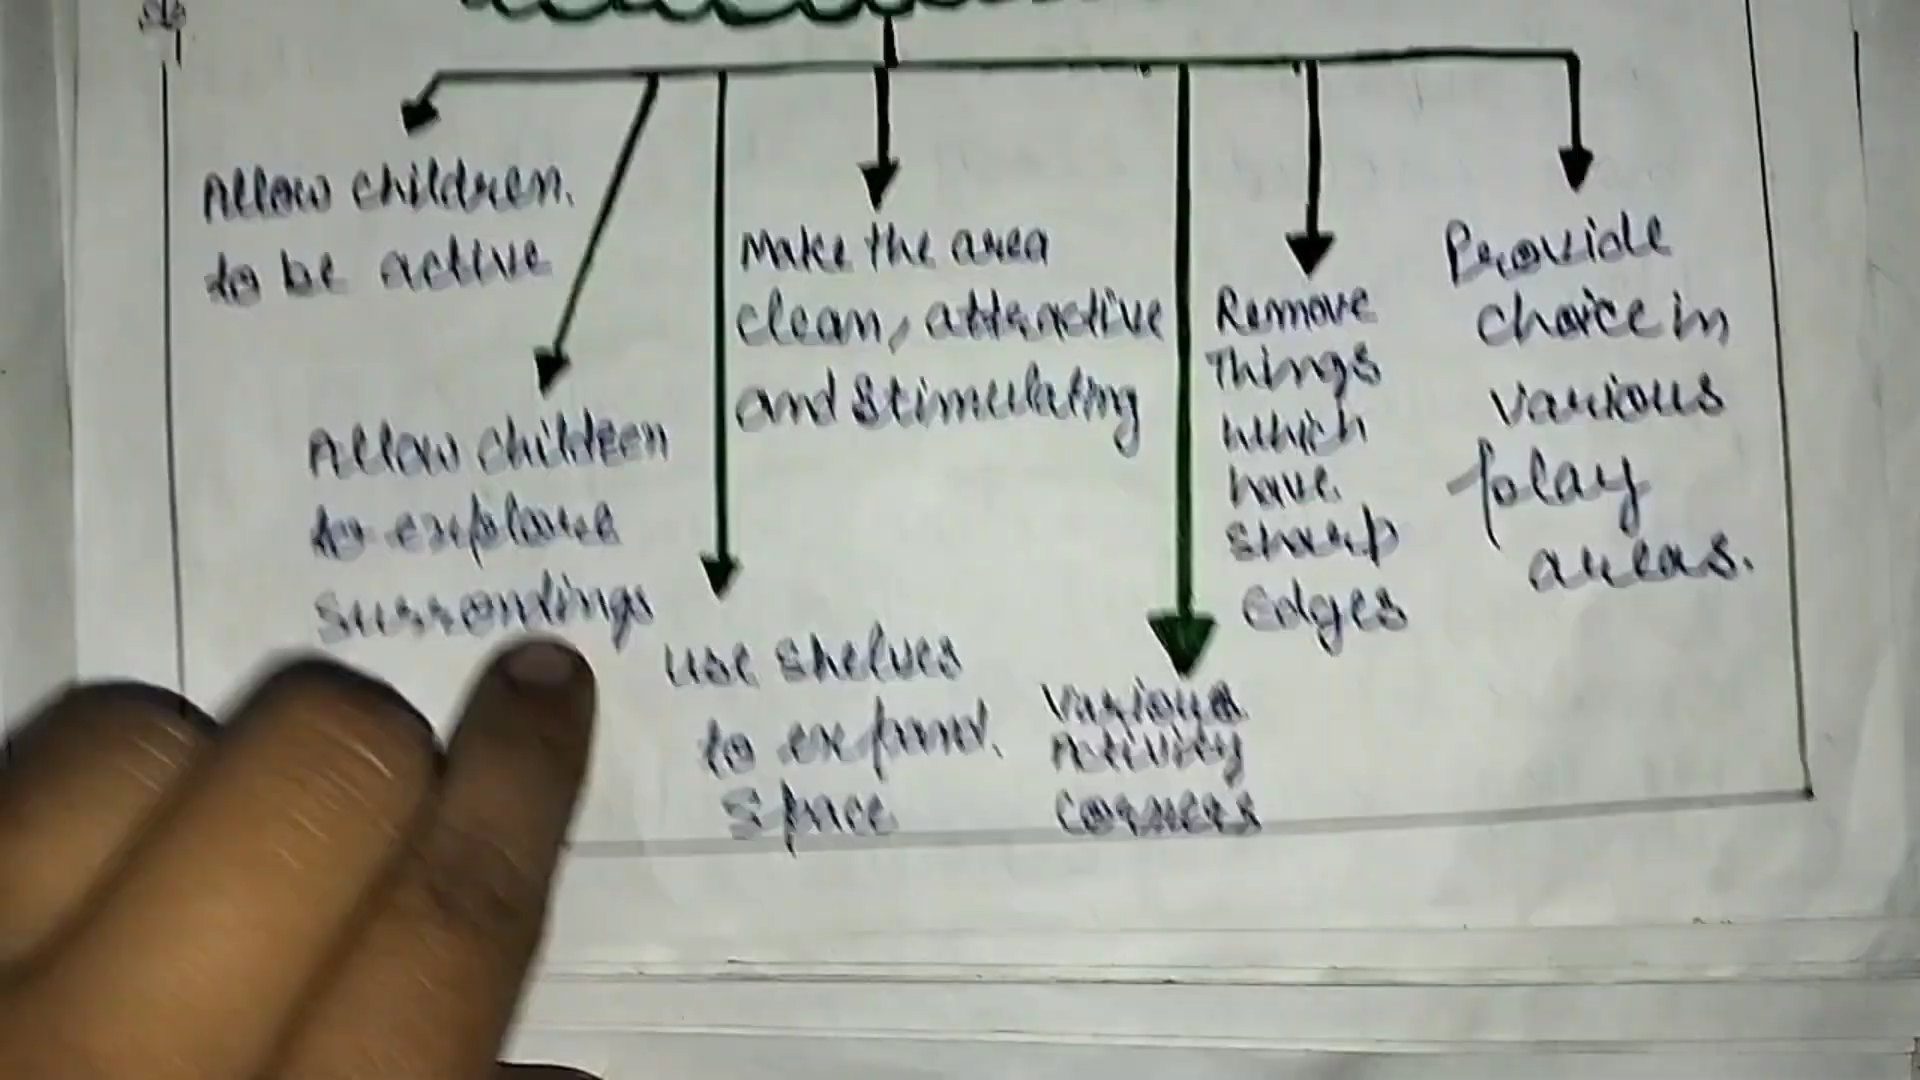 Allow children
to be active
Allow children
to explore
surrondings
Use shelves
to expand
space
Make the area
clean, attractive
and stimulating
Various
Activity
corners
Remove
Things
which
have
sharp
edges
Provide
choice in
various
play
areas.